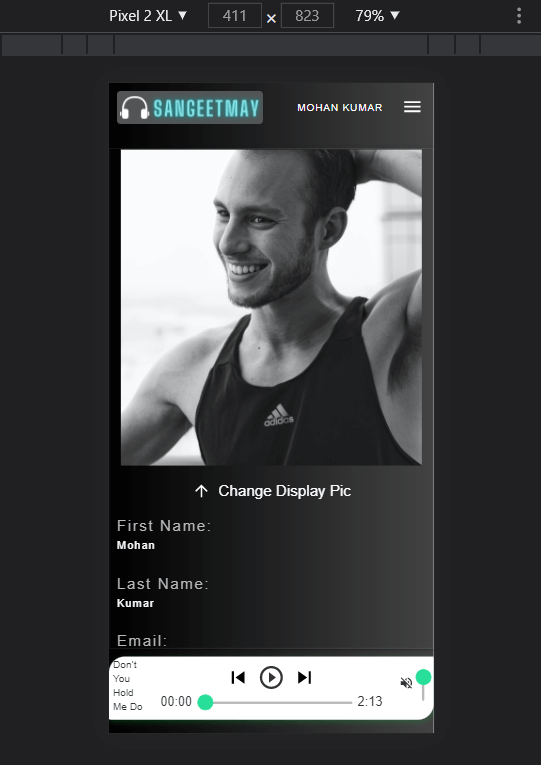 Pixel 2 XL ▼ 411 × 823 79% ▼
SANGEETMAY MOHAN KUMAR
adidas
Change Display Pic
First Name:
Mohan
Last Name:
Kumar
Email:
Don't
You
Hold
Me Do
00:00 2:13